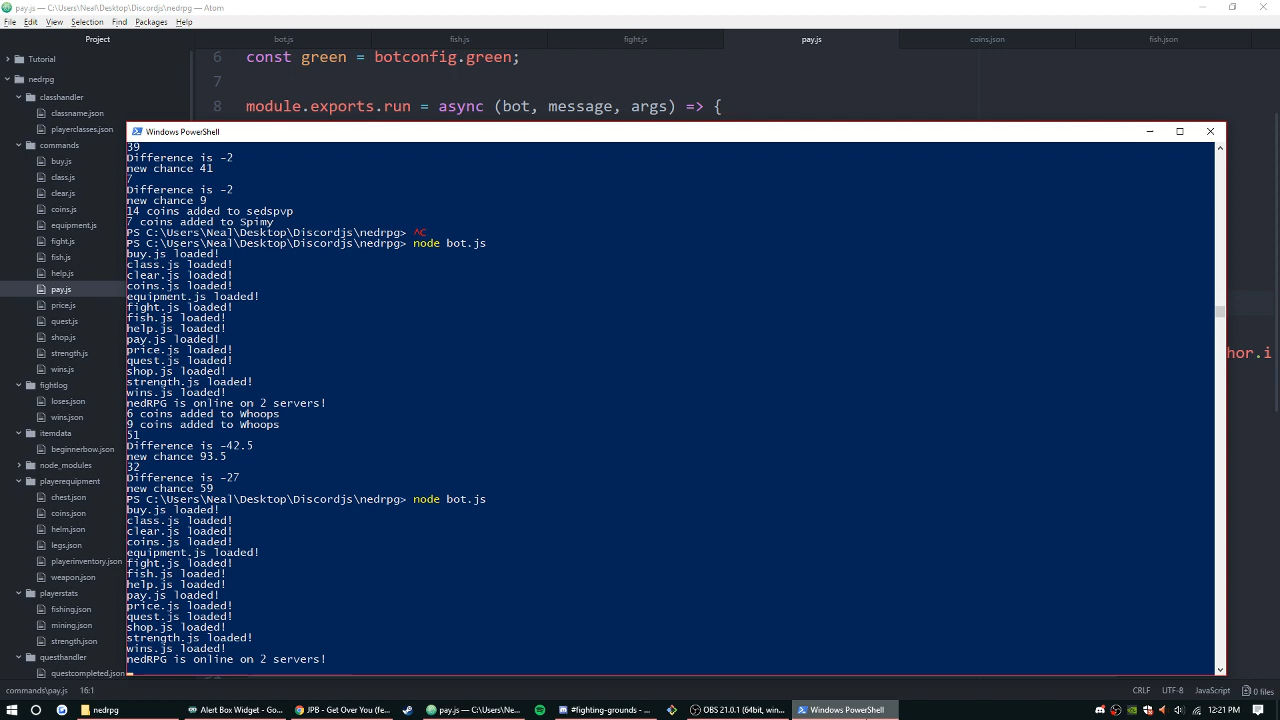 pay.js — C:\Users\Neal\Desktop\Discordjs\nedrpg — Atom
File Edit View Selection Find Packages Help
Project
bot.js fish.js fight.js pay.js coins.json fish.json
Tutorial
nedrpg
classhandler
classname.json
playerclasses.json
commands
buy.js
class.js
clear.js
coins.js
equipment.js
fight.js
fish.js
help.js
pay.js
price.js
quest.js
shop.js
strength.js
wins.js
fightlog
loses.json
wins.json
itemdata
beginnerbow.json
node_modules
playerequipment
chest.json
coins.json
helm.json
legs.json
playerinventory.json
weapon.json
playerstats
fishing.json
mining.json
strength.json
questhandler
questcompleted.json
6 const green = botconfig.green;
7
8 module.exports.run = async (bot, message, args) => {
hor.i
Windows PowerShell
39
Difference is -2
new chance 41
7
Difference is -2
new chance 9
14 coins added to sedspvp
7 coins added to Spimy
PS C:\Users\Neal\Desktop\Discordjs\nedrpg> ^C
PS C:\Users\Neal\Desktop\Discordjs\nedrpg> node bot.js
buy.js loaded!
class.js loaded!
clear.js loaded!
coins.js loaded!
equipment.js loaded!
fight.js loaded!
fish.js loaded!
help.js loaded!
pay.js loaded!
price.js loaded!
quest.js loaded!
shop.js loaded!
strength.js loaded!
wins.js loaded!
nedRPG is online on 2 servers!
6 coins added to Whoops
9 coins added to Whoops
51
Difference is -42.5
new chance 93.5
32
Difference is -27
new chance 59
PS C:\Users\Neal\Desktop\Discordjs\nedrpg> node bot.js
buy.js loaded!
class.js loaded!
clear.js loaded!
coins.js loaded!
equipment.js loaded!
fight.js loaded!
fish.js loaded!
help.js loaded!
pay.js loaded!
price.js loaded!
quest.js loaded!
shop.js loaded!
strength.js loaded!
wins.js loaded!
nedRPG is online on 2 servers!
commands\pay.js 16:1 CRLF UTF-8 JavaScript 0 files
nedrpg Alert Box Widget - Go... JPB - Get Over You (fe... pay.js — C:\Users\Ne... #fighting-grounds - ... OBS 21.0.1 (64bit, win... Windows PowerShell 12:21 PM